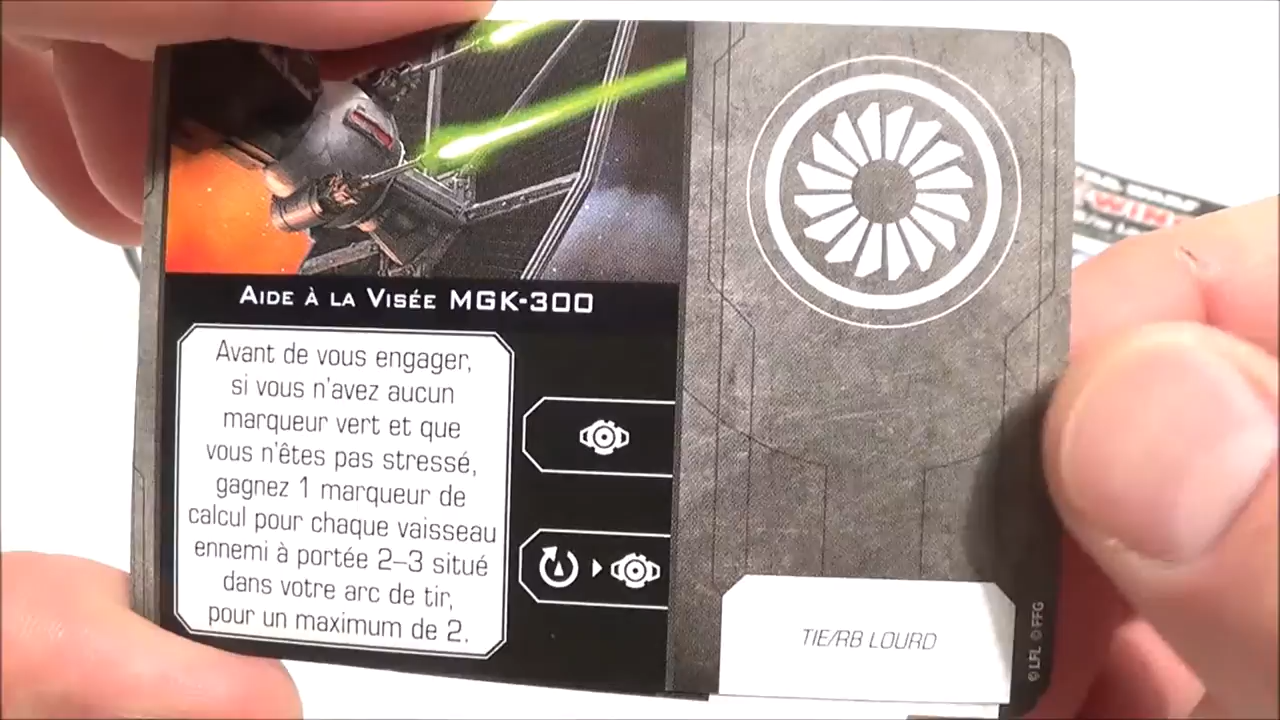 AIDE À LA VISÉE MGK-300
Avant de vous engager,
si vous n'avez aucun
marqueur vert et que
vous n'êtes pas stressé,
gagnez 1 marqueur de
calcul pour chaque vaisseau
ennemi à portée 2–3 situé
dans votre arc de tir,
pour un maximum de 2.
TIE/RB LOURD
© LFL © FFG
WING